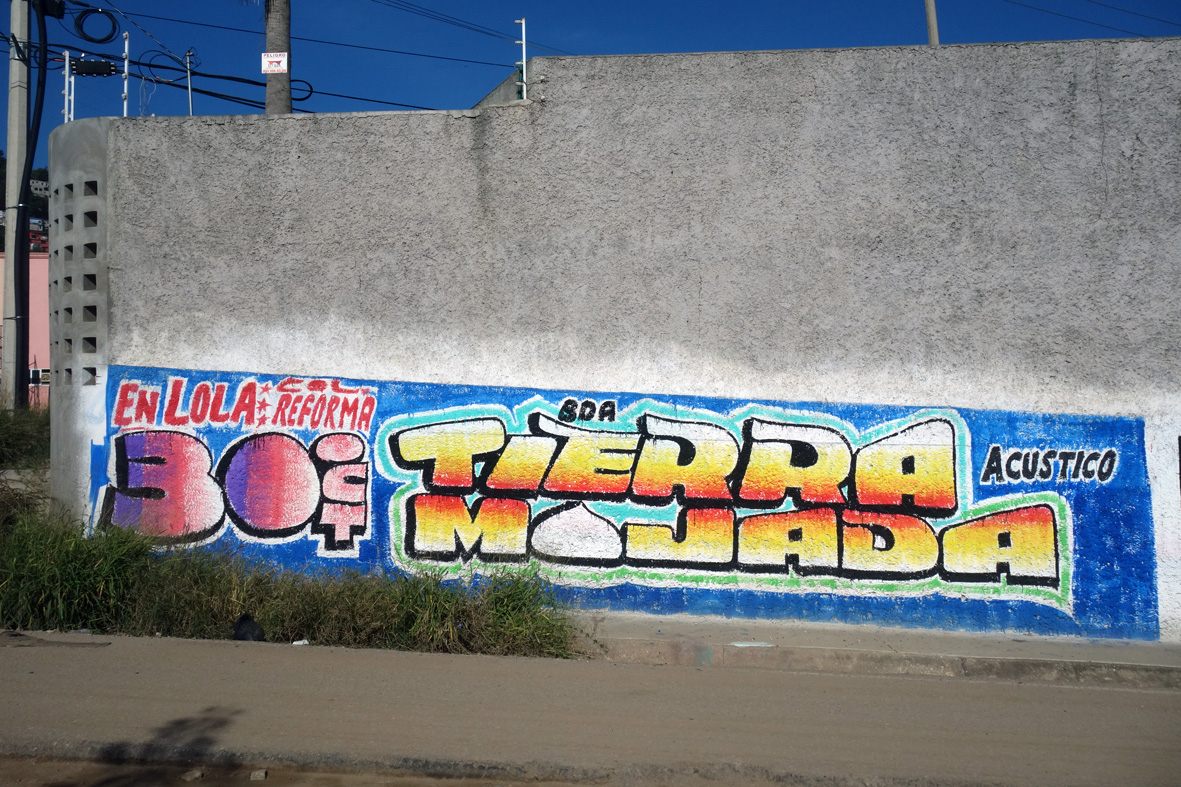 PELIGRO
EN LOLA COL. REFORMA
30 OCT
BDA
TIERRA
MOJADA
ACUSTICO